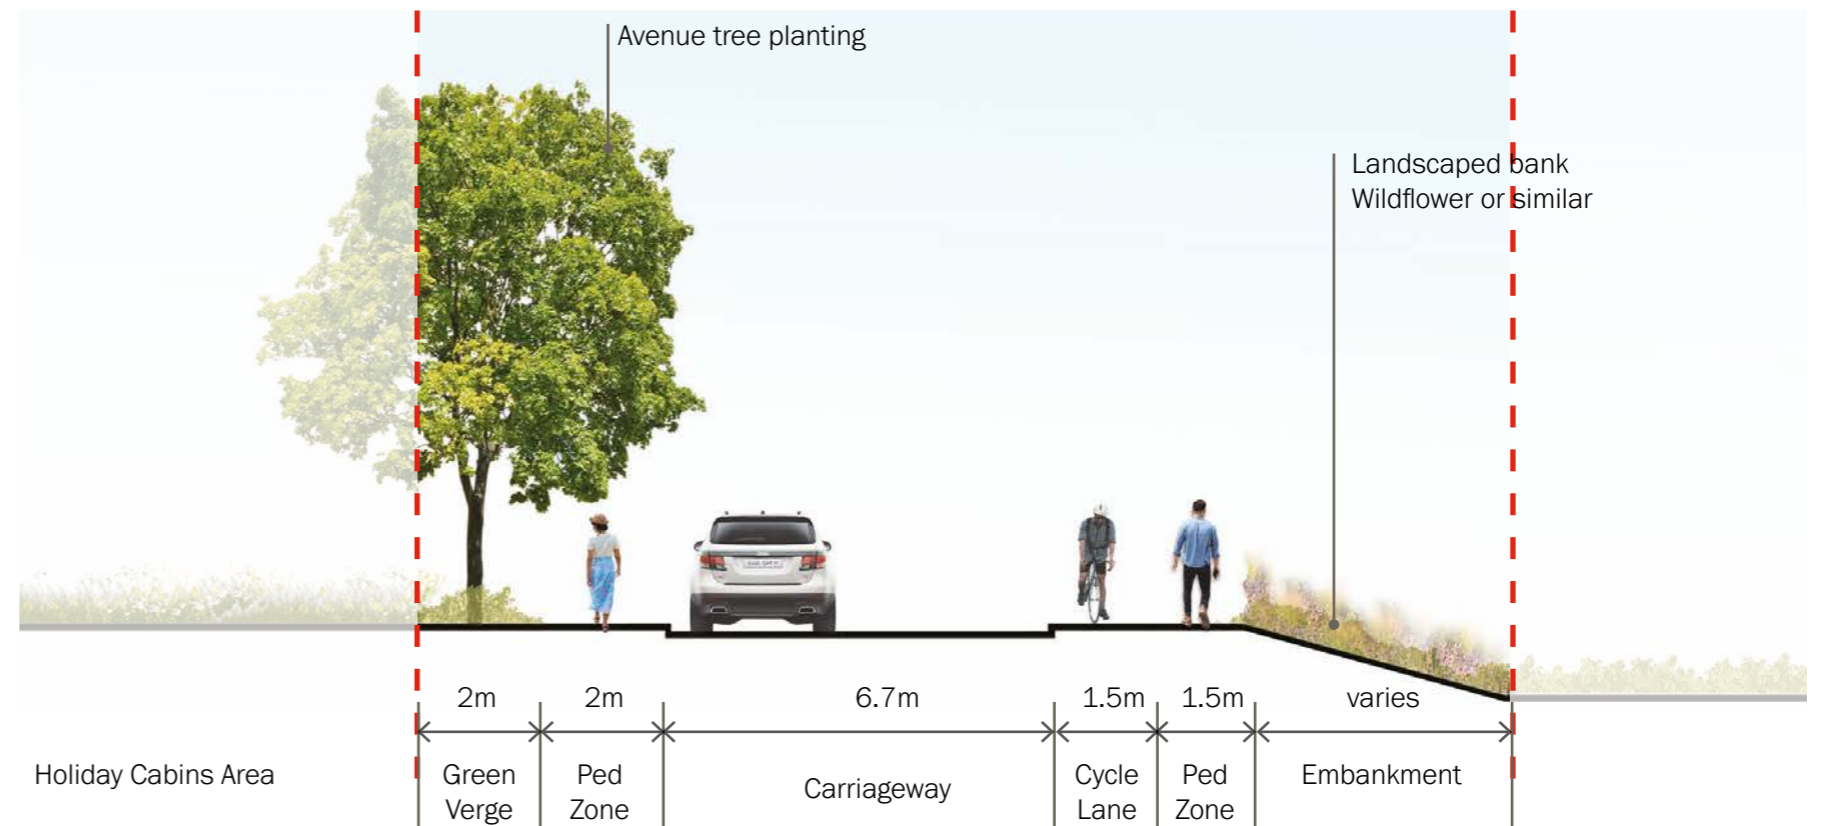 Avenue tree planting
Landscaped bank
Wildflower or similar
2m
2m
6.7m
1.5m
1.5m
varies
Holiday Cabins Area
Green
Verge
Ped
Zone
Carriageway
Cycle
Lane
Ped
Zone
Embankment